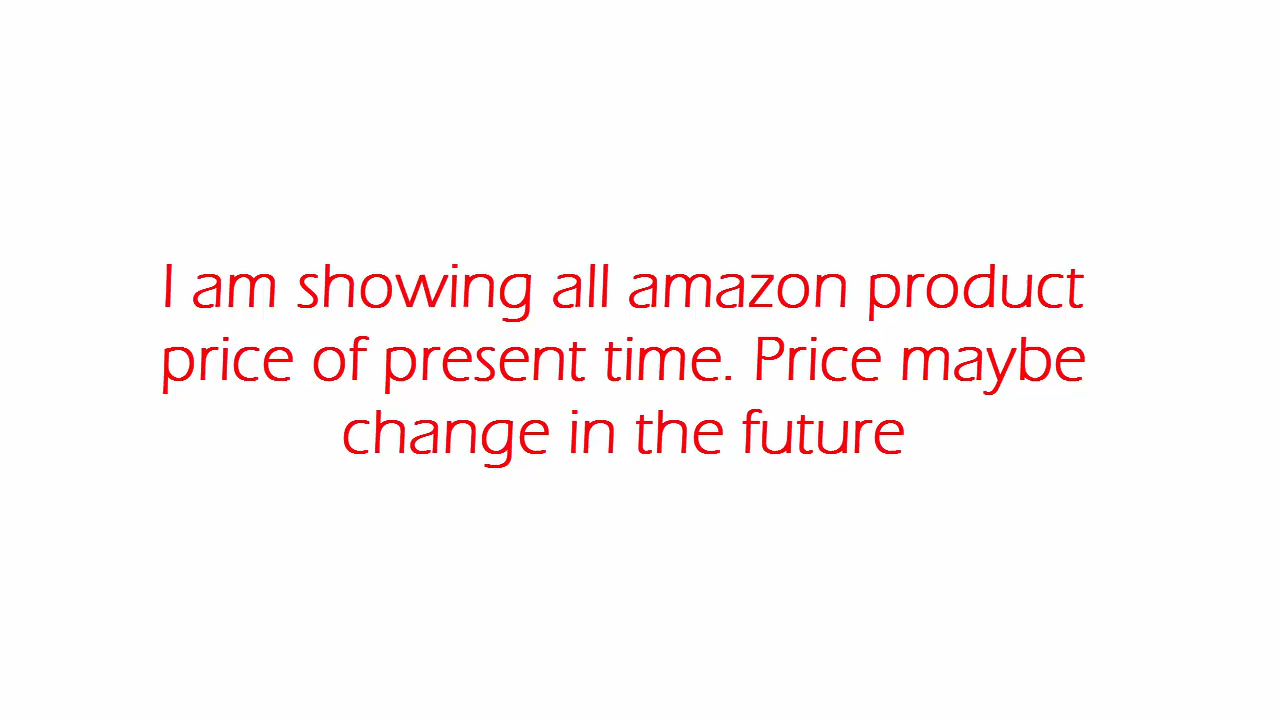 I am showing all amazon product
price of present time. Price maybe
change in the future